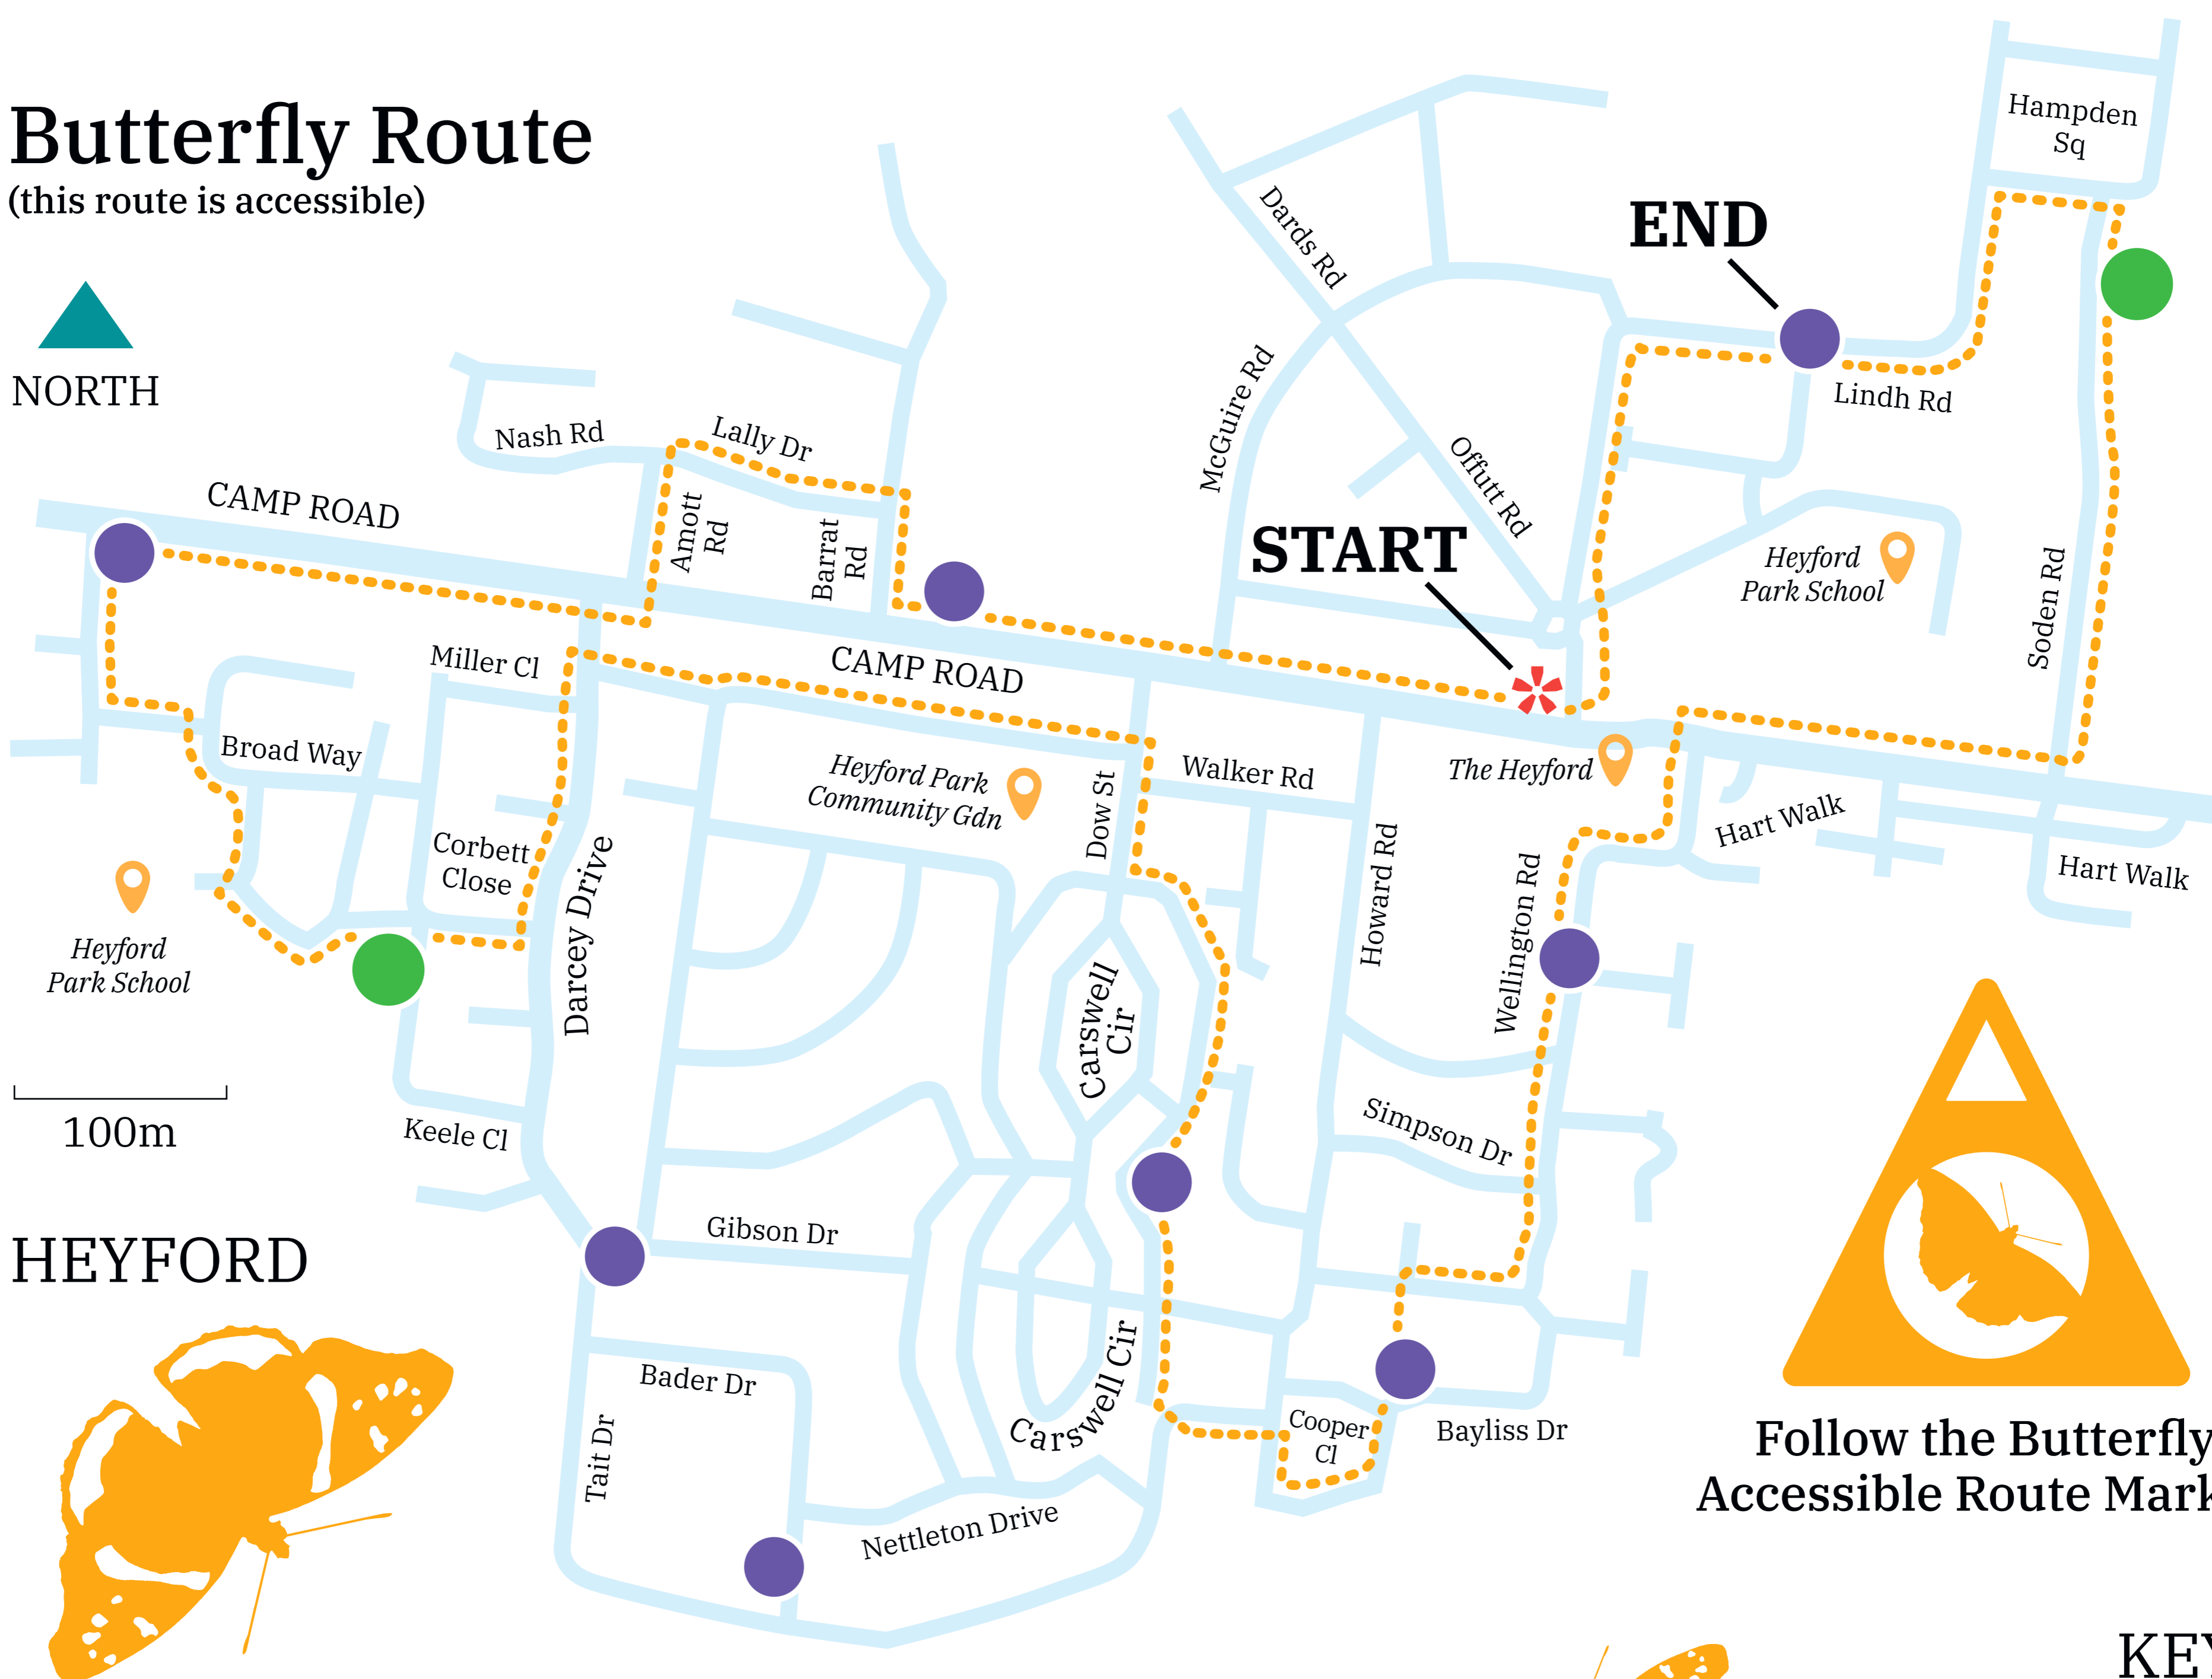 Butterfly Route
(this route is accessible)
NORTH
Hampden
Sq
END
Dards Rd
McGuire Rd
Offutt Rd
Lindh Rd
Nash Rd
Lally Dr
CAMP ROAD
Amott
Rd
Barrat
Rd
START
Heyford
Park School
Soden Rd
Miller Cl
CAMP ROAD
Broad Way
Heyford Park
Community Gdn
Walker Rd
The Heyford
Dow St
Hart Walk
Hart Walk
Corbett
Close
Darcey Drive
Howard Rd
Wellington Rd
Heyford
Park School
Carswell
Cir
100m
Keele Cl
Simpson Dr
HEYFORD
Gibson Dr
Bader Dr
Tait Dr
Carswell Cir
Cooper
Cl
Bayliss Dr
Nettleton Drive
Follow the Butterfly
Accessible Route Mark
KEY